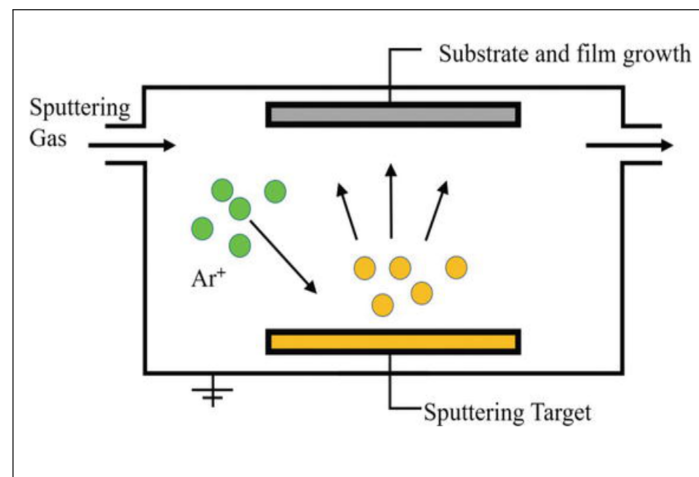 Substrate and film growth
Sputtering
Gas
Ar⁺
Sputtering Target